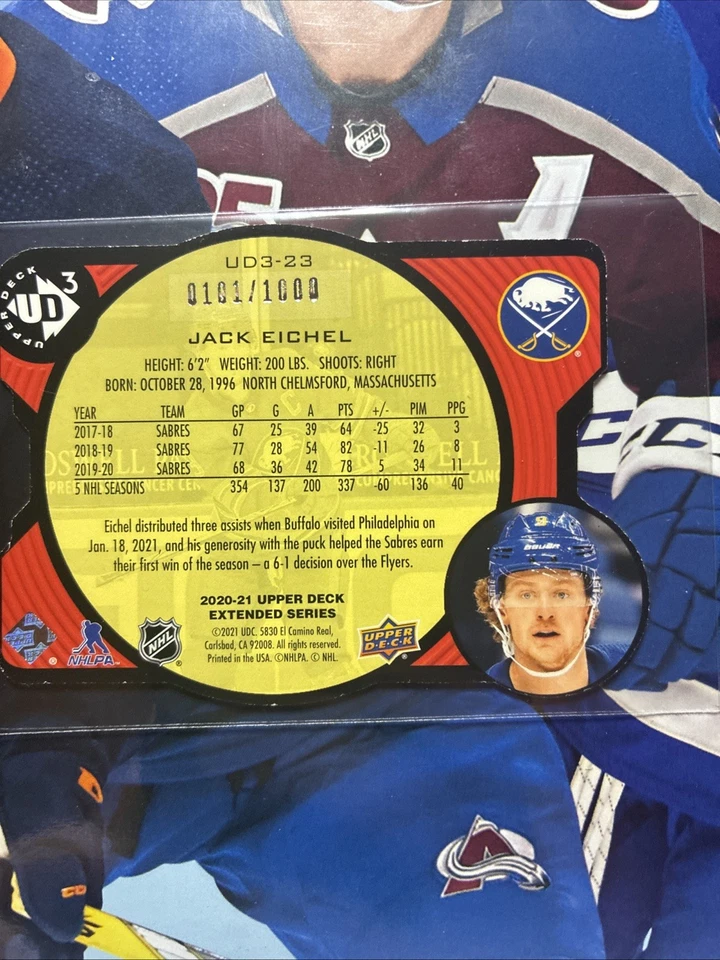 NHL
A
UPPER DECK
UD
3
UD3-23
0181/1000
JACK EICHEL
HEIGHT: 6'2" WEIGHT: 200 LBS. SHOOTS: RIGHT
BORN: OCTOBER 28, 1996 NORTH CHELMSFORD, MASSACHUSETTS
YEAR TEAM GP G A PTS +/- PIM PPG
2017-18 SABRES 67 25 39 64 -25 32 3
2018-19 SABRES 77 28 54 82 -11 26 8
2019-20 SABRES 68 36 42 78 5 34 11
5 NHL SEASONS 354 137 200 337 -60 136 40
Eichel distributed three assists when Buffalo visited Philadelphia on
Jan. 18, 2021, and his generosity with the puck helped the Sabres earn
their first win of the season – a 6-1 decision over the Flyers.
2020-21 UPPER DECK
EXTENDED SERIES
©2021 UDC. 5830 El Camino Real,
Carlsbad, CA 92008. All rights reserved.
Printed in the USA. ©NHLPA. © NHL.
NHLPA
NHL
UPPER
DECK
9
BAUER
CCM